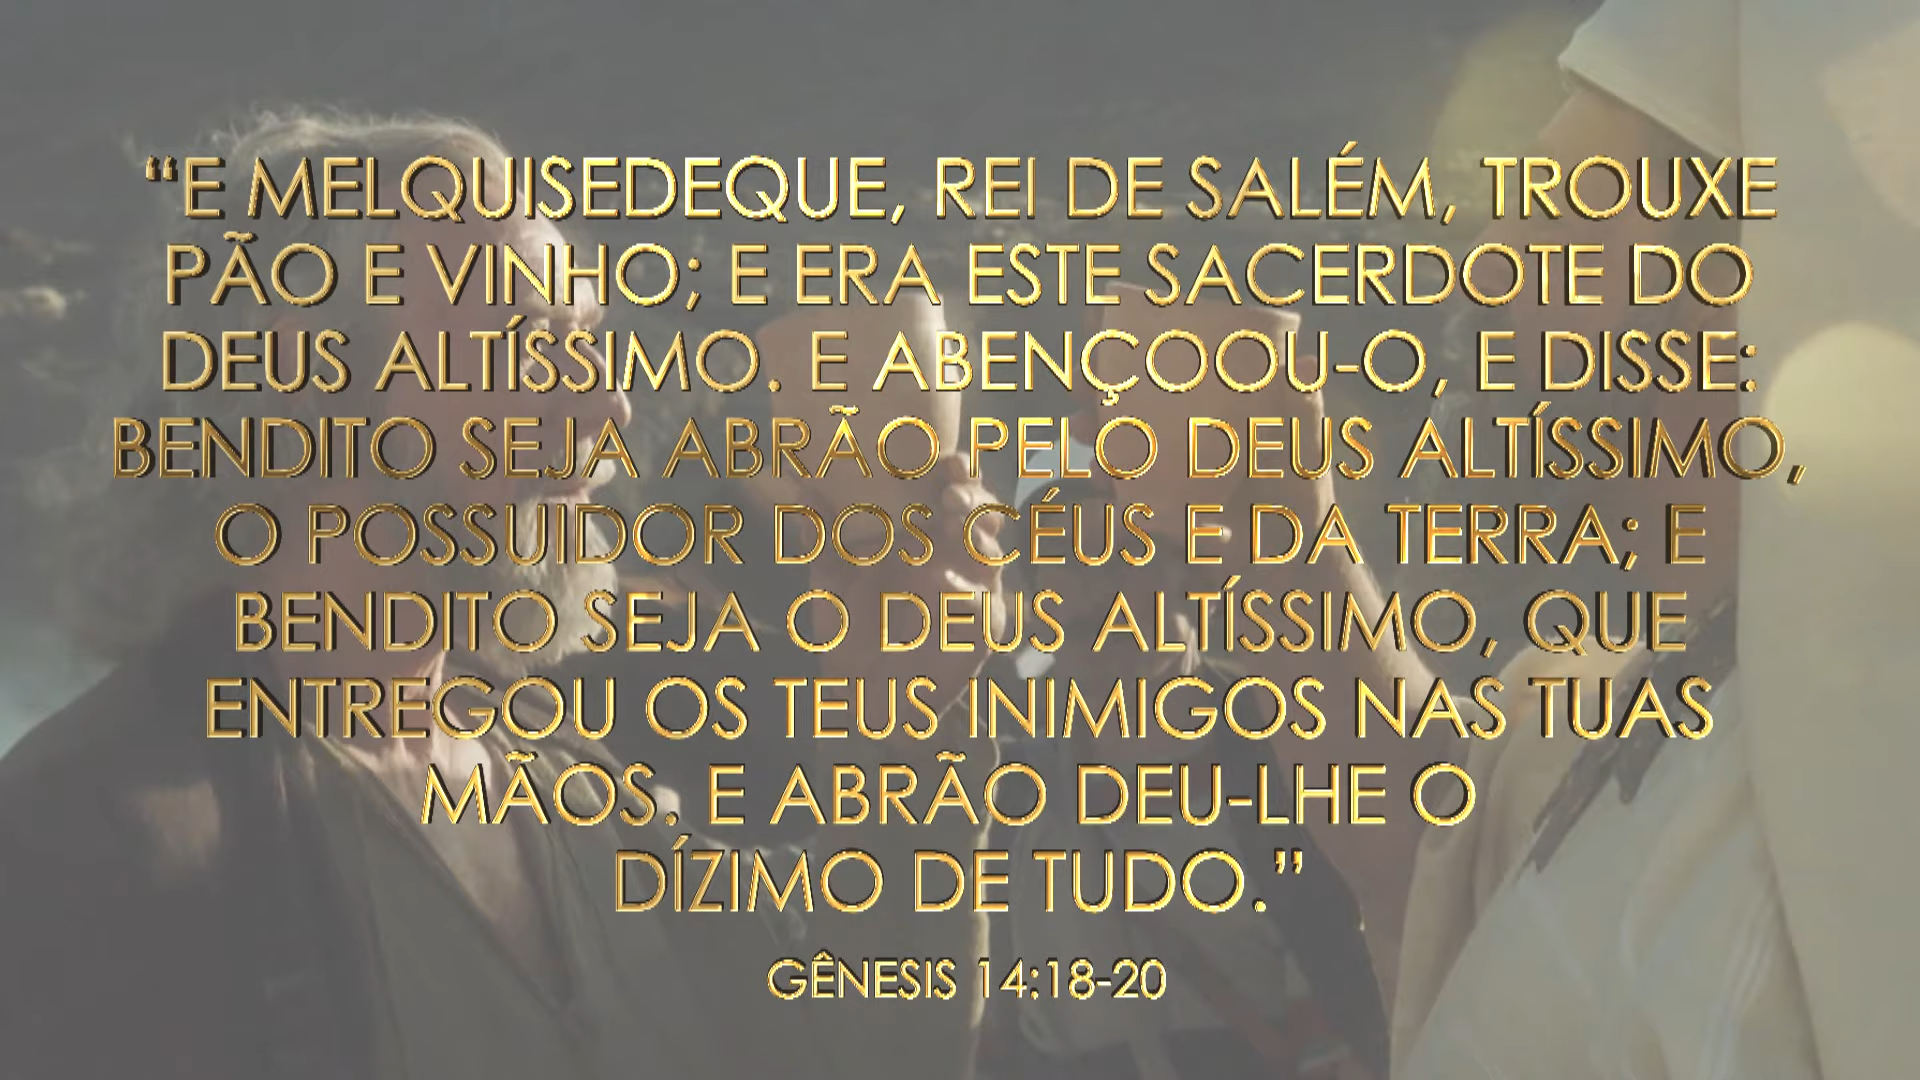 “E MELQUISEDEQUE, REI DE SALÉM, TROUXE
PÃO E VINHO; E ERA ESTE SACERDOTE DO
DEUS ALTÍSSIMO. E ABENÇOOU-O, E DISSE:
BENDITO SEJA ABRÃO PELO DEUS ALTÍSSIMO,
O POSSUIDOR DOS CÉUS E DA TERRA; E
BENDITO SEJA O DEUS ALTÍSSIMO, QUE
ENTREGOU OS TEUS INIMIGOS NAS TUAS
MÃOS. E ABRÃO DEU-LHE O
DÍZIMO DE TUDO.”
GÊNESIS 14:18-20